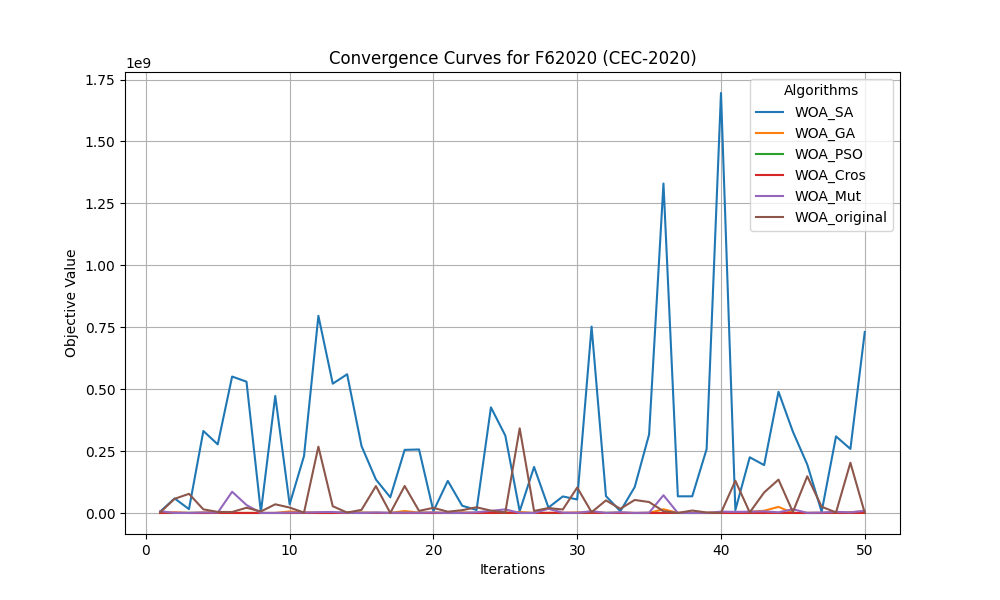 Convergence Curves for F62020 (CEC-2020)
1e9
1.75
1.50
1.25
1.00
0.75
0.50
0.25
0.00
Objective Value
0 10 20 30 40 50
Iterations
Algorithms
WOA_SA
WOA_GA
WOA_PSO
WOA_Cros
WOA_Mut
WOA_original